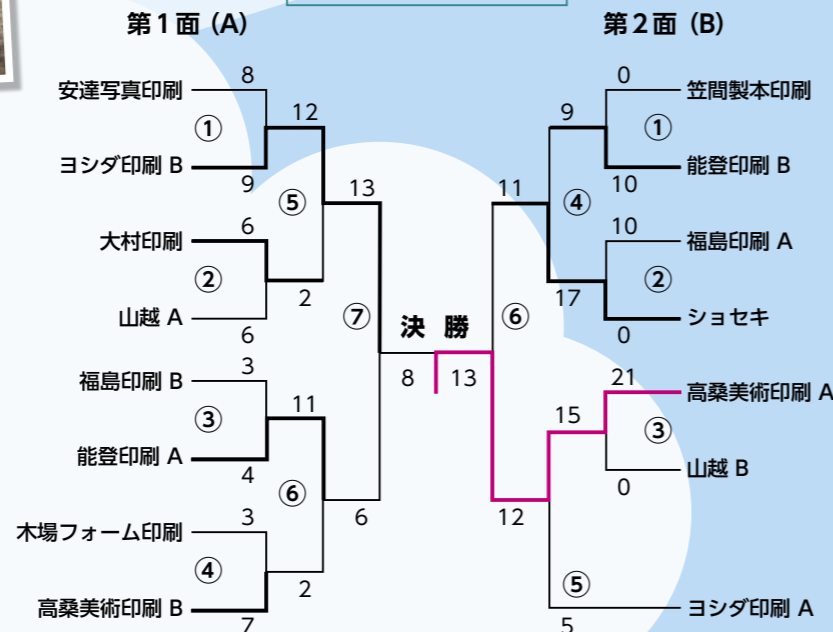 第1面（A）
安達写真印刷
8
①
12
ヨシダ印刷 B
9
⑤
13
大村印刷
6
②
2
山越 A
6
⑦
福島印刷 B
3
③
11
能登印刷 A
4
⑥
6
木場フォーム印刷
3
④
2
高桑美術印刷 B
7
決 勝
8
13
第2面（B）
0
笠間製本印刷
9
①
能登印刷 B
10
11
④
10
福島印刷 A
17
②
ショセキ
0
⑥
21
高桑美術印刷 A
15
③
山越 B
0
12
⑤
ヨシダ印刷 A
5